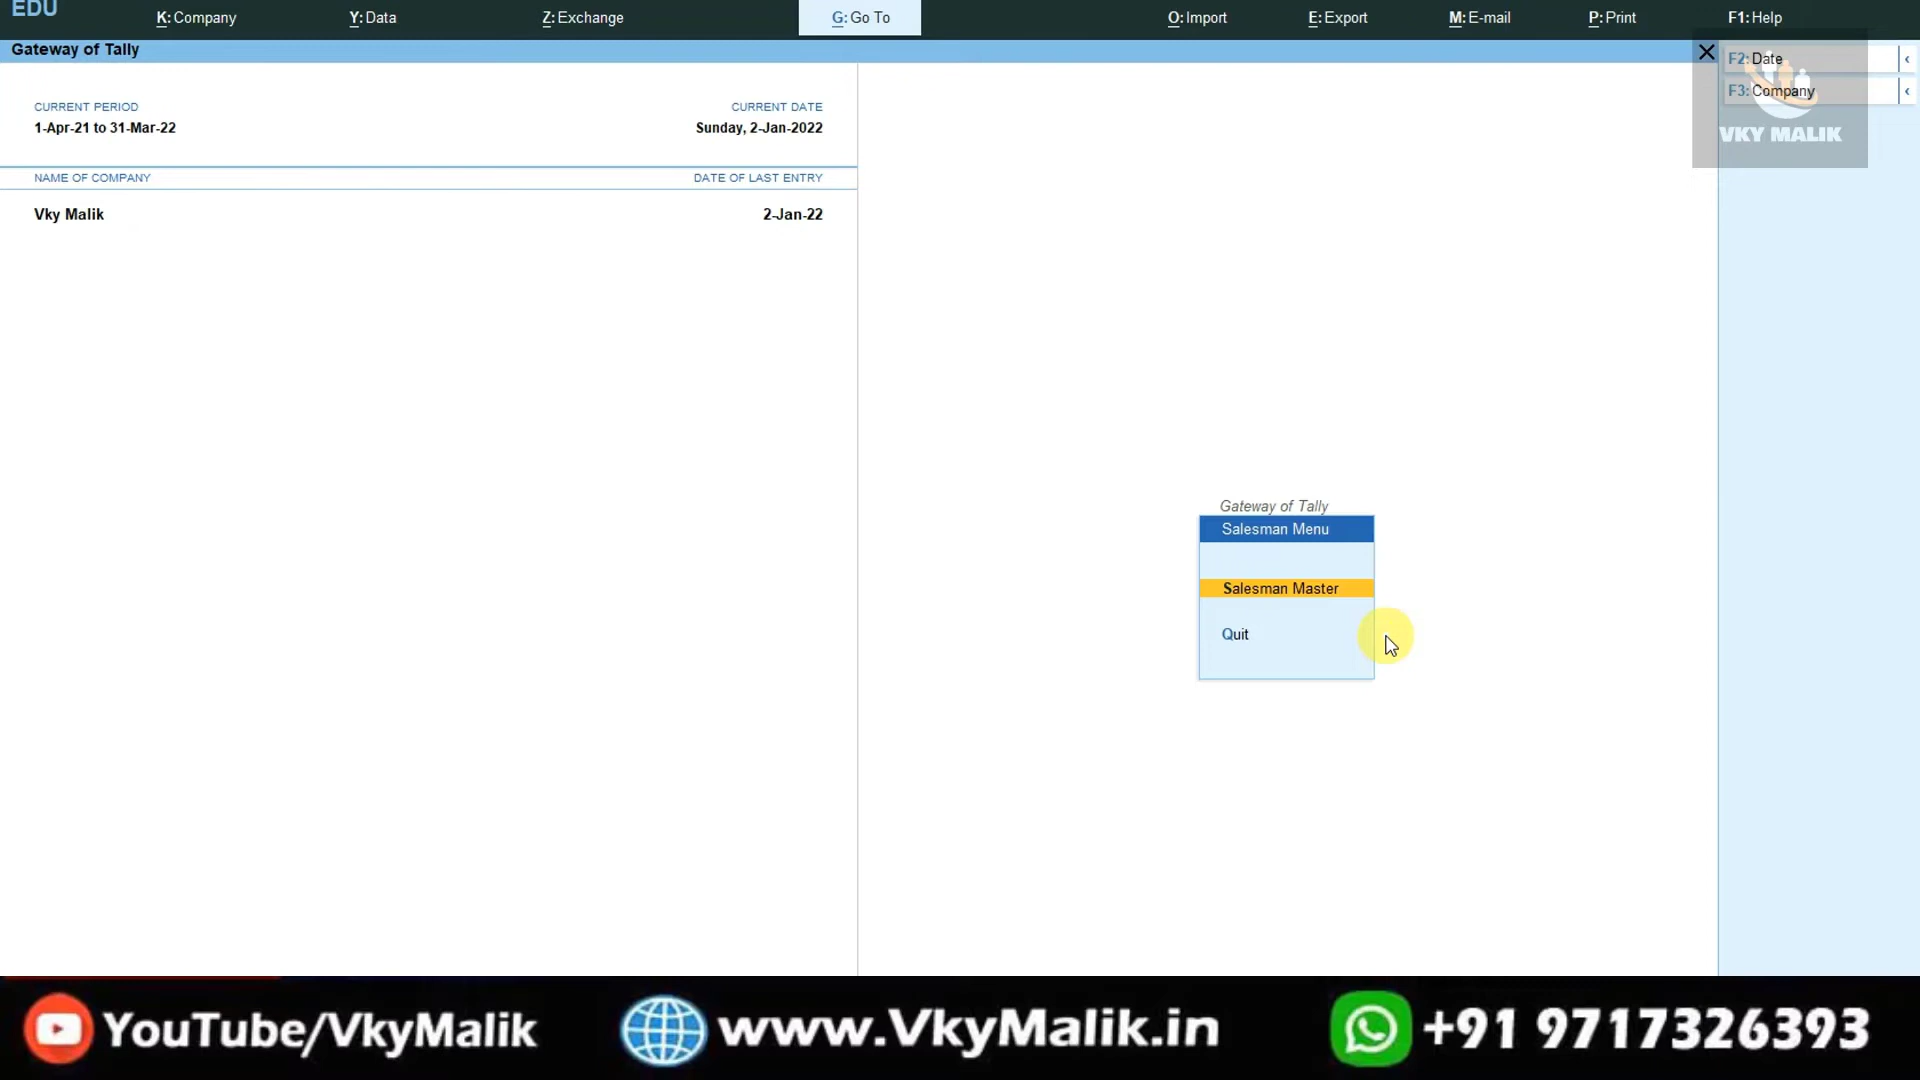 EDU
K: Company Y: Data Z: Exchange G: Go To O: Import E: Export M: E-mail P: Print F1: Help
Gateway of Tally
F2: Date
F3: Company
VKY MALIK
CURRENT PERIOD CURRENT DATE
1-Apr-21 to 31-Mar-22 Sunday, 2-Jan-2022
NAME OF COMPANY DATE OF LAST ENTRY
Vky Malik 2-Jan-22
Gateway of Tally
Salesman Menu
Salesman Master
Quit
YouTube/VkyMalik www.VkyMalik.in +91 9717326393